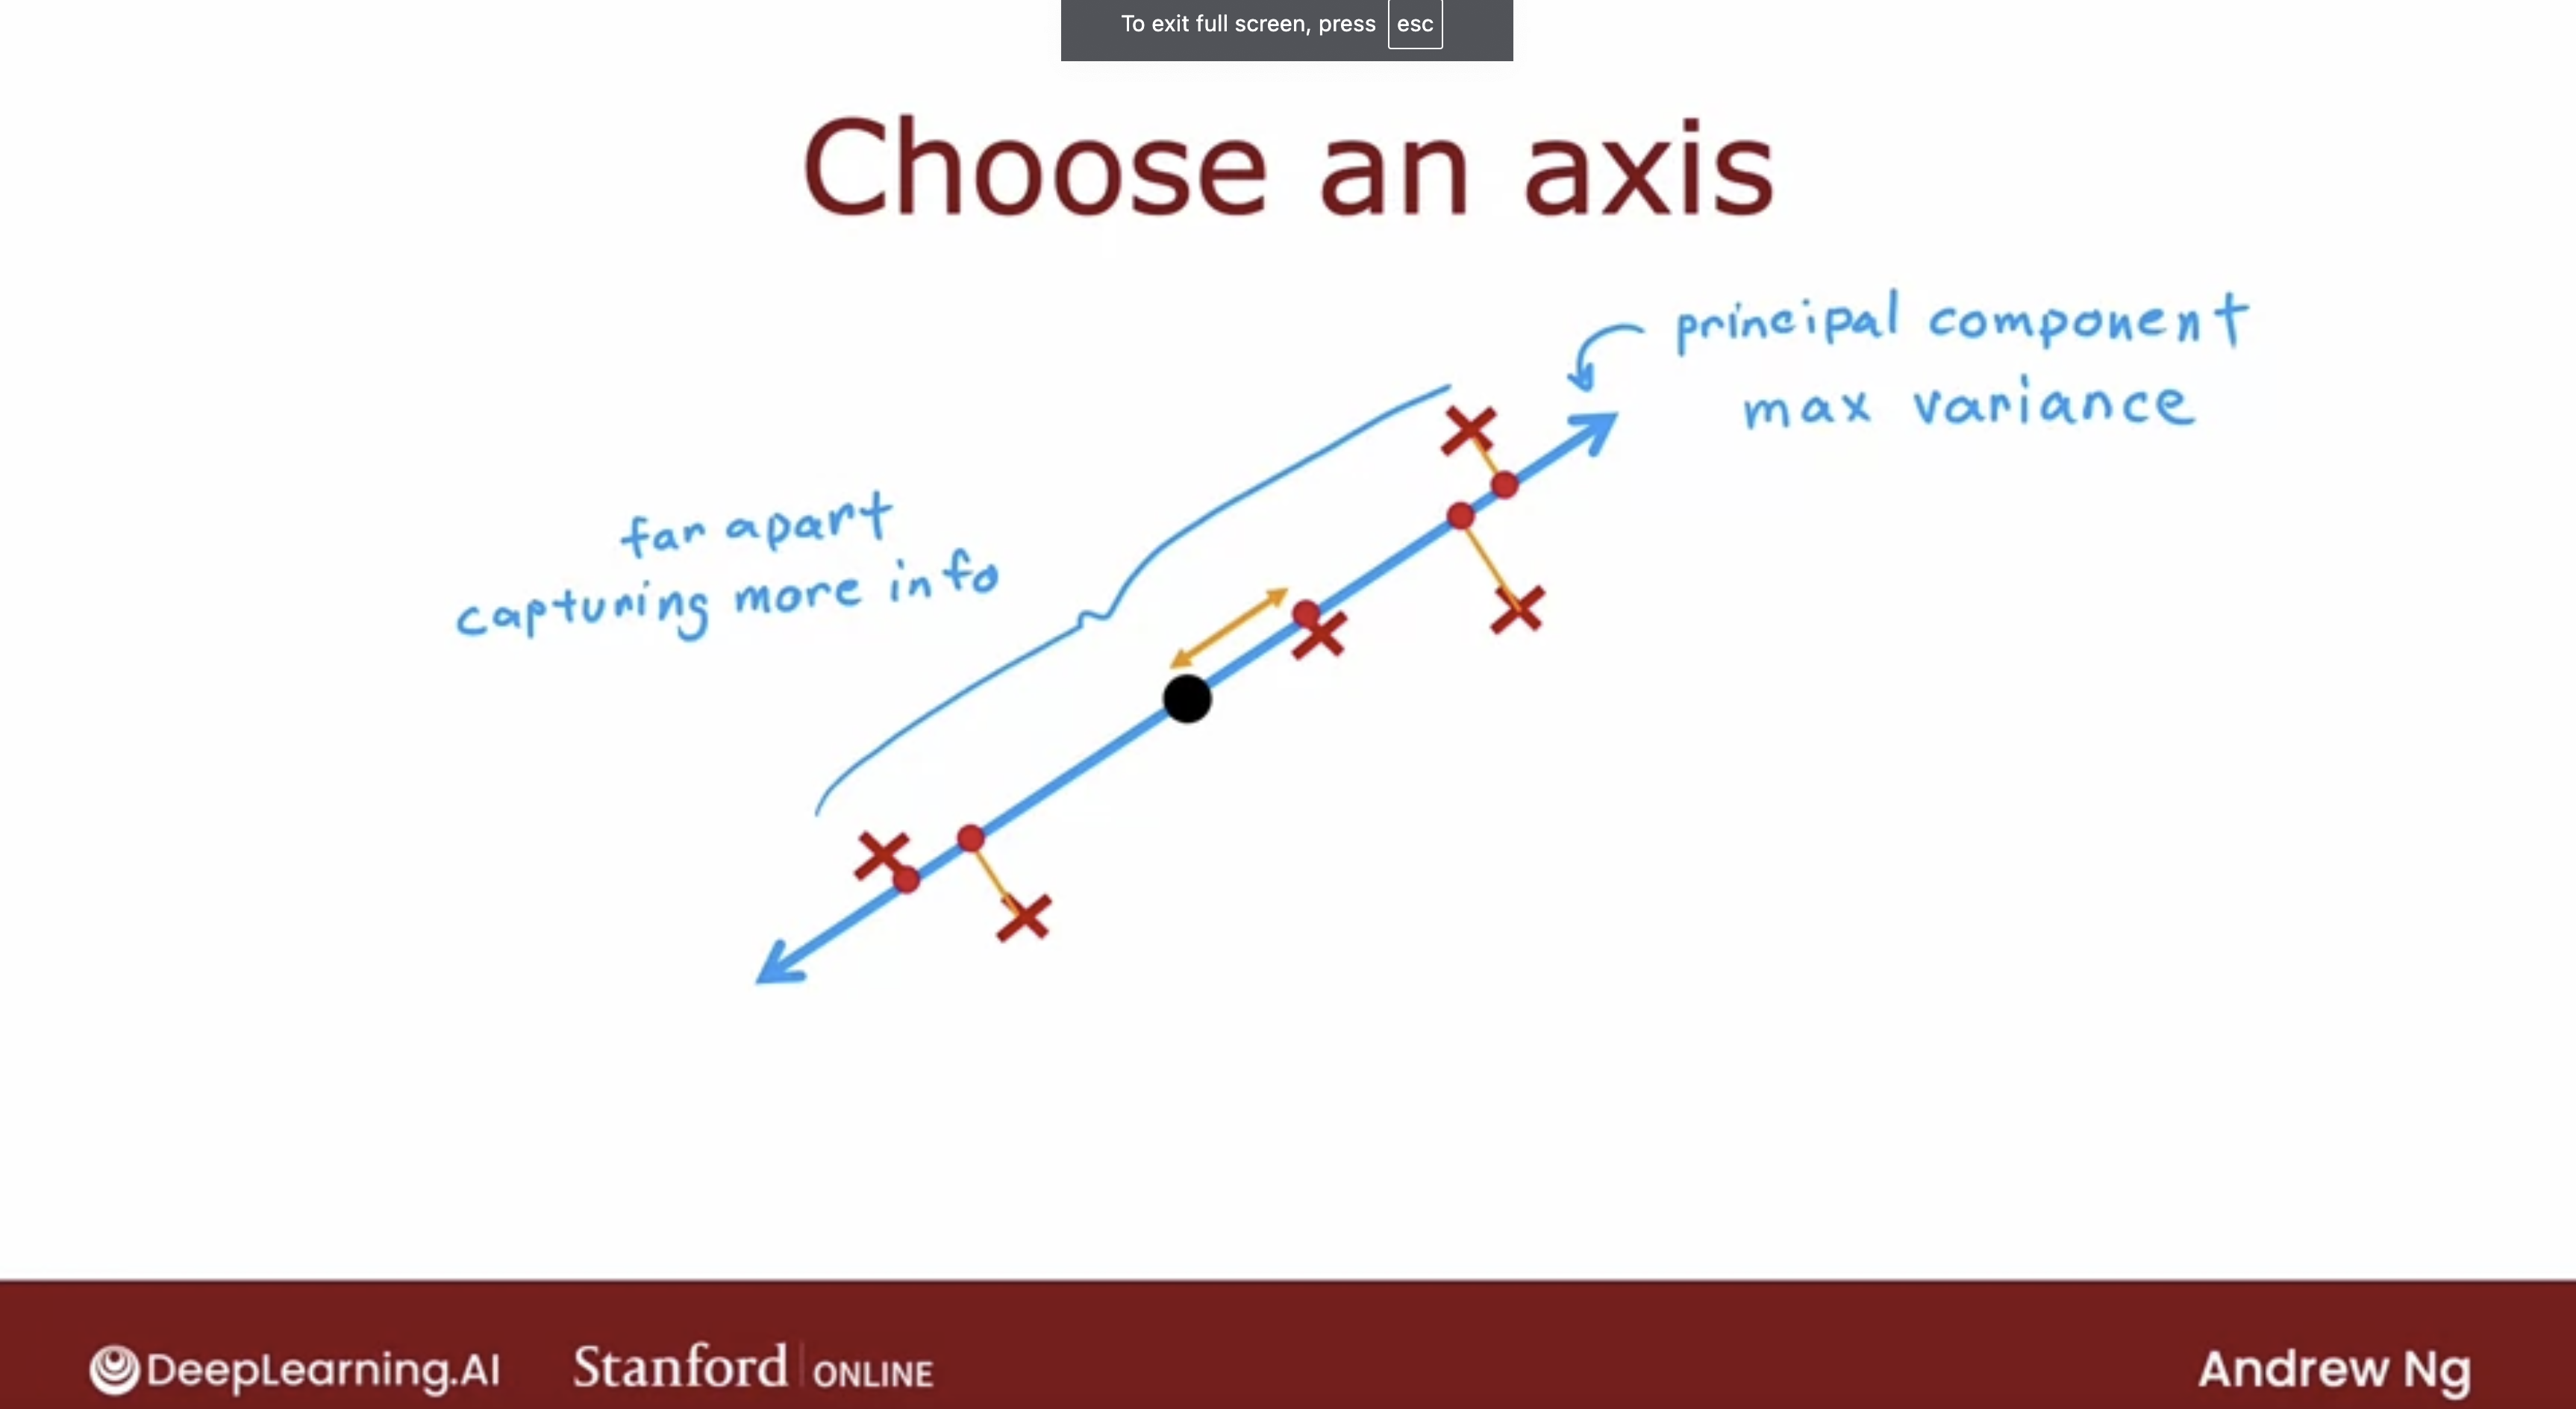 To exit full screen, press esc
Choose an axis
principal component
max variance
far apart
capturing more info
DeepLearning.AI
Stanford | ONLINE
Andrew Ng